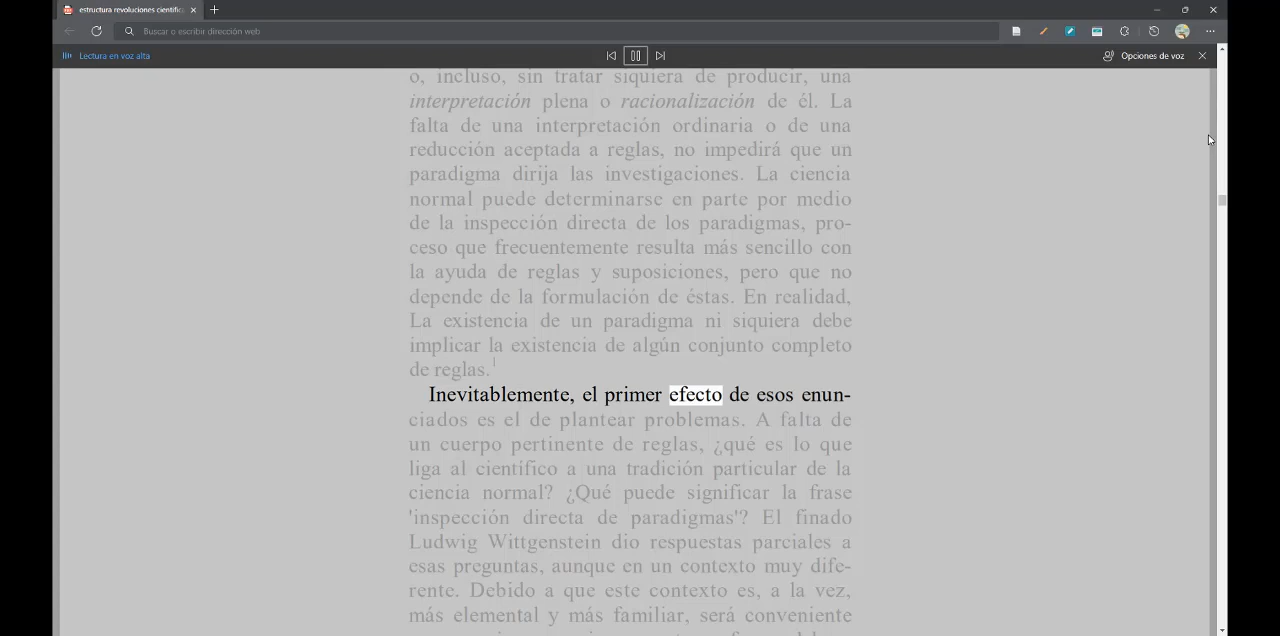 estructura revoluciones científic
Buscar o escribir dirección web
Lectura en voz alta
Opciones de voz
o, incluso, sin tratar siquiera de producir, una
interpretación plena o racionalización de él. La
falta de una interpretación ordinaria o de una
reducción aceptada a reglas, no impedirá que un
paradigma dirija las investigaciones. La ciencia
normal puede determinarse en parte por medio
de la inspección directa de los paradigmas, pro-
ceso que frecuentemente resulta más sencillo con
la ayuda de reglas y suposiciones, pero que no
depende de la formulación de éstas. En realidad,
La existencia de un paradigma ni siquiera debe
implicar la existencia de algún conjunto completo
de reglas.1
Inevitablemente, el primer efecto de esos enun-
ciados es el de plantear problemas. A falta de
un cuerpo pertinente de reglas, ¿qué es lo que
liga al científico a una tradición particular de la
ciencia normal? ¿Qué puede significar la frase
'inspección directa de paradigmas'? El finado
Ludwig Wittgenstein dio respuestas parciales a
esas preguntas, aunque en un contexto muy dife-
rente. Debido a que este contexto es, a la vez,
más elemental y más familiar, será conveniente